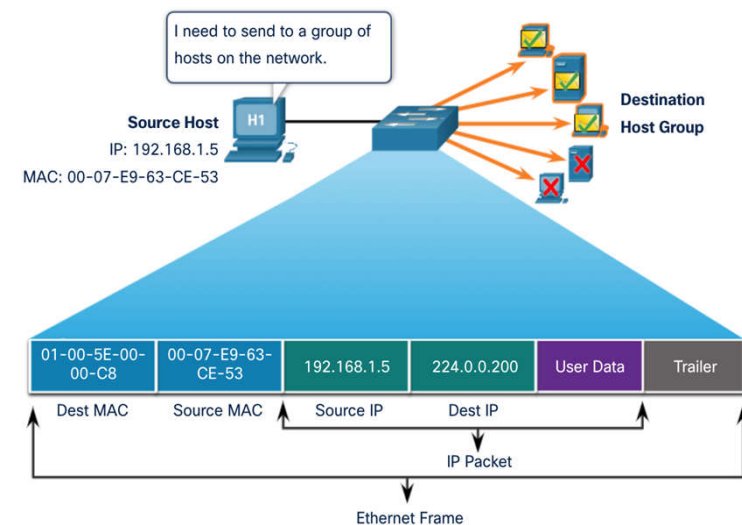 I need to send to a group of
hosts on the network.
H1
Source Host
IP: 192.168.1.5
MAC: 00-07-E9-63-CE-53
Destination
Host Group
01-00-5E-00-
00-C8
00-07-E9-63-
CE-53
192.168.1.5
224.0.0.200
User Data
Trailer
Dest MAC
Source MAC
Source IP
Dest IP
IP Packet
Ethernet Frame